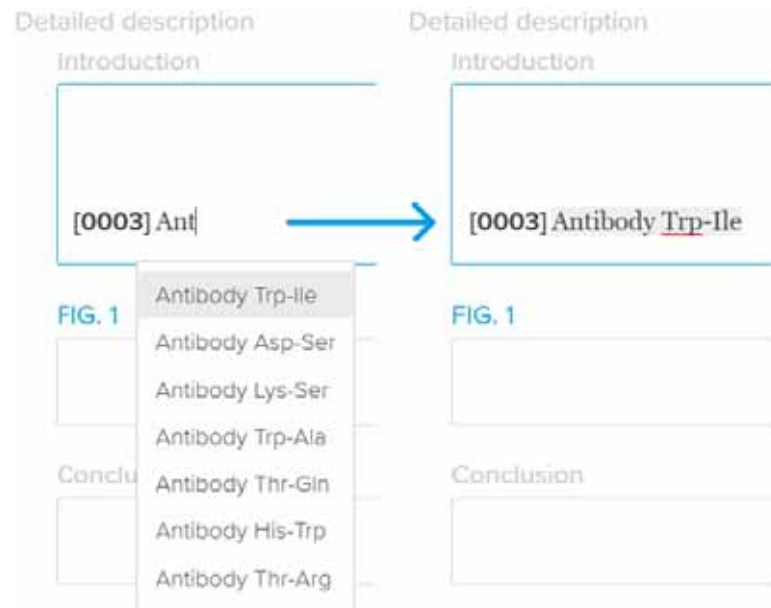 Detailed description
Introduction
[0003] Ant
Antibody Trp-Ile
Antibody Asp-Ser
Antibody Lys-Ser
Antibody Trp-Ala
Antibody Thr-Gln
Antibody His-Trp
Antibody Thr-Arg
FIG. 1
Conclu
Detailed description
Introduction
[0003] Antibody Trp-Ile
FIG. 1
Conclusion